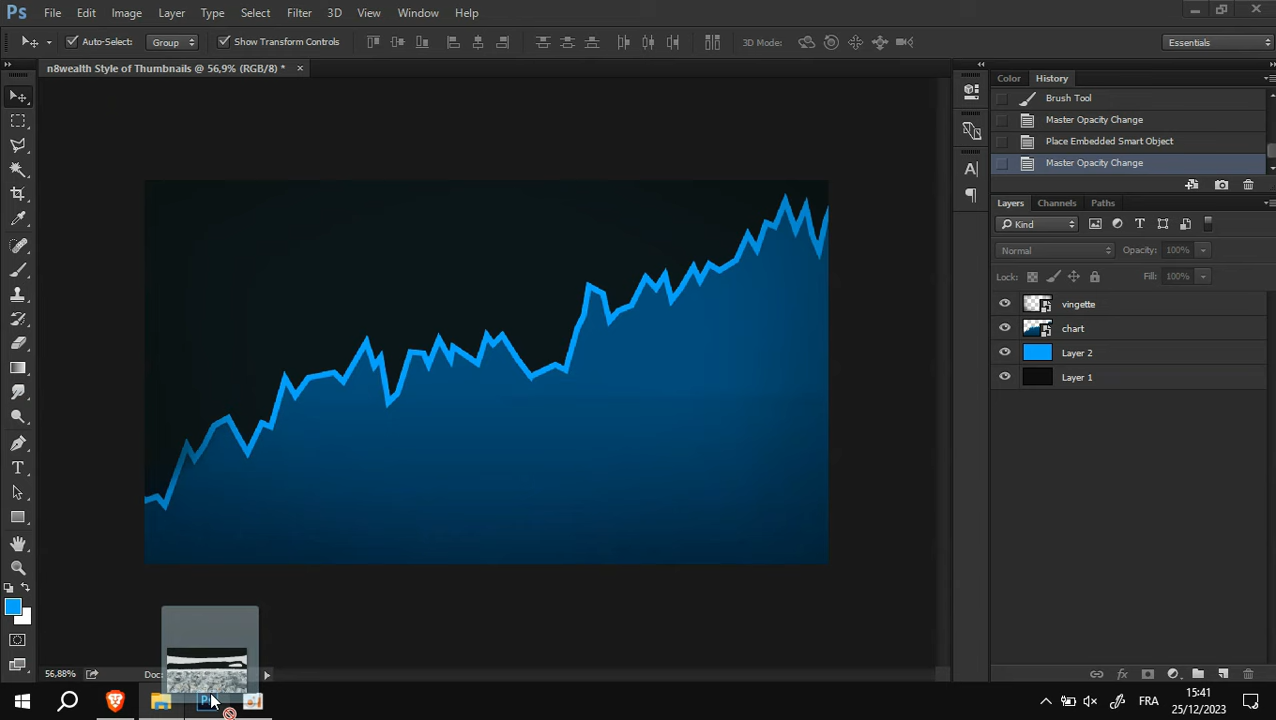 Ps File Edit Image Layer Type Select Filter 3D View Window Help
Auto-Select: Group Show Transform Controls 3D Mode: Essentials
n8wealth Style of Thumbnails @ 56,9% (RGB/8) * ×
Color History
Brush Tool
Master Opacity Change
Place Embedded Smart Object
Master Opacity Change
Layers Channels Paths
Kind
Normal Opacity: 100%
Lock: Fill: 100%
vingette
chart
Layer 2
Layer 1
56,88% Doc:
FRA 15:41
25/12/2023